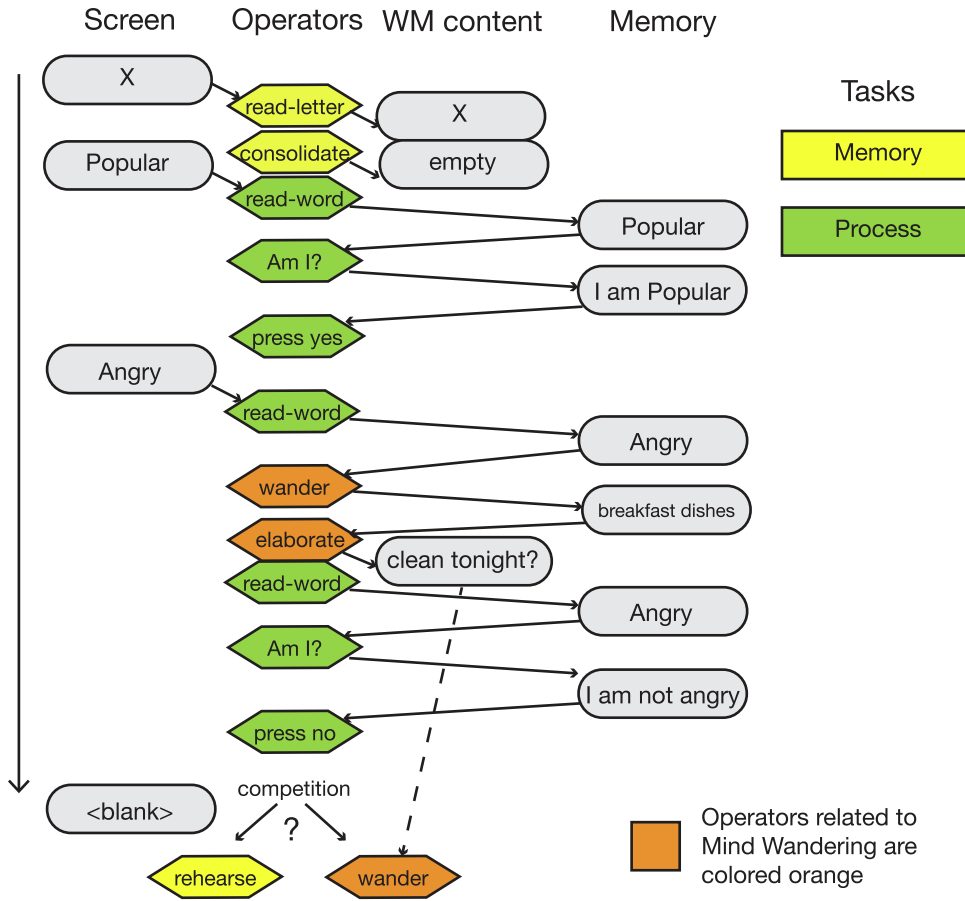 Screen
Operators
WM content
Memory
X
read-letter
X
Tasks
Memory
Popular
consolidate
empty
read-word
Popular
Process
Am I?
I am Popular
press yes
Angry
read-word
Angry
wander
breakfast dishes
elaborate
clean tonight?
read-word
Angry
Am I?
I am not angry
press no
competition
<blank>
?
rehearse
wander
Operators related to
Mind Wandering are
colored orange